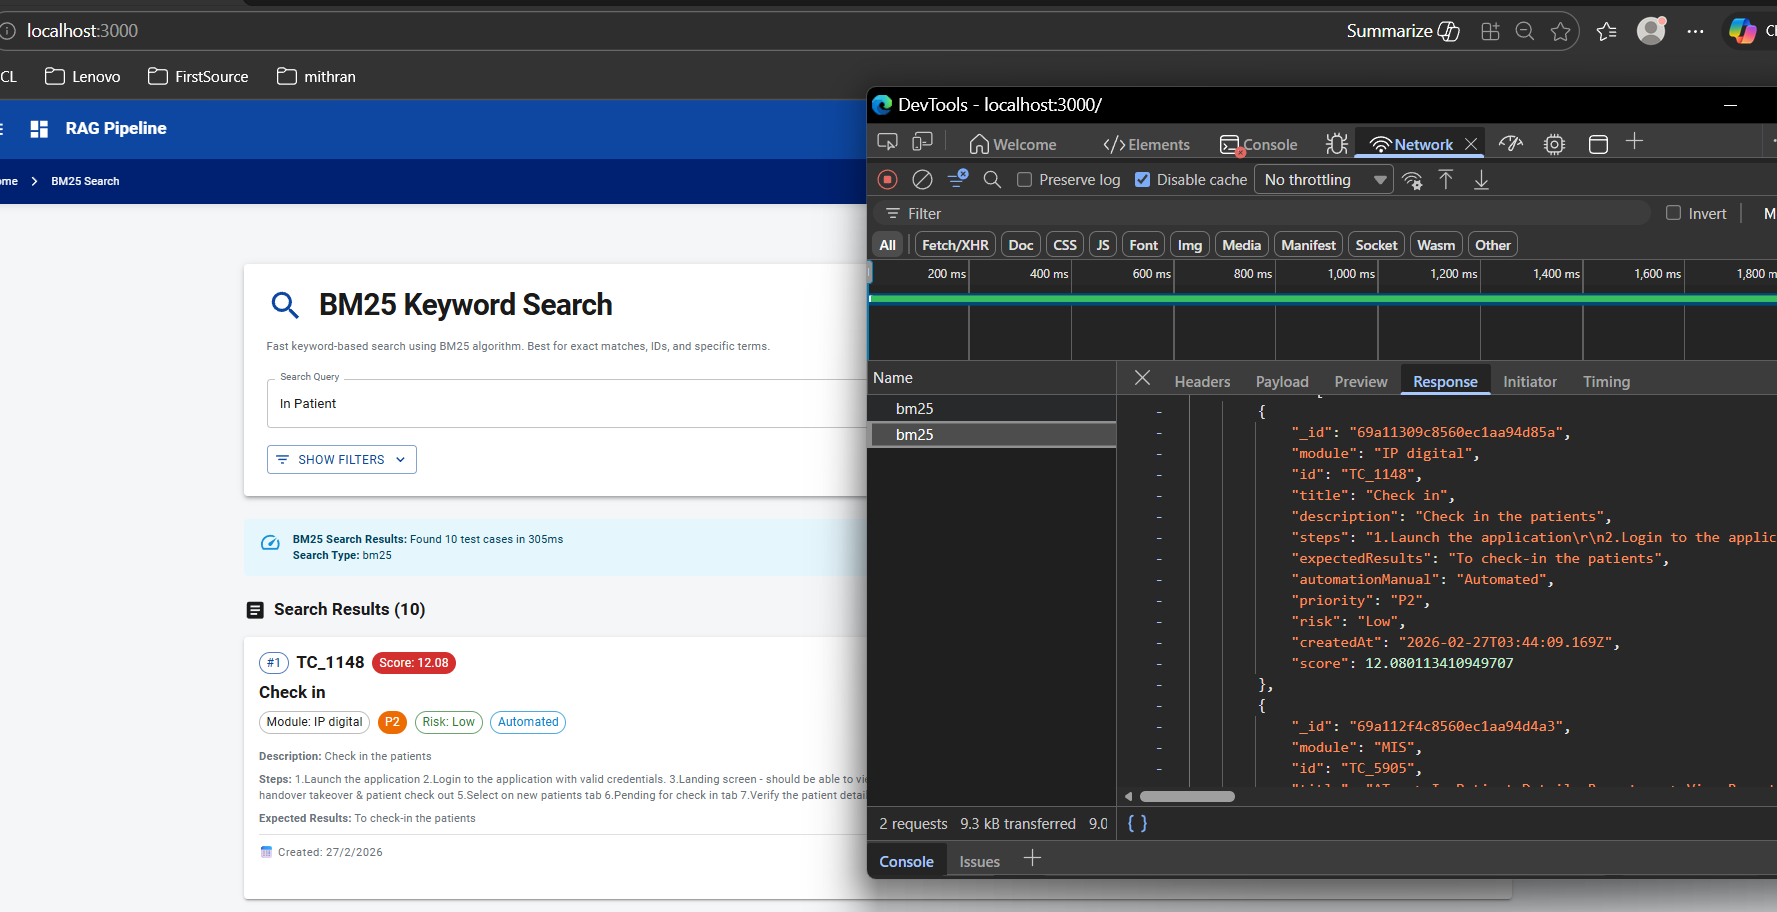 localhost:3000
Summarize
CL
Lenovo
FirstSource
mithran
RAG Pipeline
BM25 Search
BM25 Keyword Search
Fast keyword-based search using BM25 algorithm. Best for exact matches, IDs, and specific terms.
Search Query
In Patient
SHOW FILTERS
BM25 Search Results: Found 10 test cases in 305ms
Search Type: bm25
Search Results (10)
#1 TC_1148 Score: 12.08
Check in
Module: IP digital P2 Risk: Low Automated
Description: Check in the patients
Steps: 1.Launch the application 2.Login to the application with valid credentials. 3.Landing screen - should be able to
handover takeover & patient check out 5.Select on new patients tab 6.Pending for check in tab 7.Verify the patient
Expected Results: To check-in the patients
Created: 27/2/2026
DevTools - localhost:3000/
Welcome
Elements
Console
Network
Preserve log
Disable cache
No throttling
Filter
Invert
All Fetch/XHR Doc CSS JS Font Img Media Manifest Socket Wasm Other
200 ms 400 ms 600 ms 800 ms 1,000 ms 1,200 ms 1,400 ms 1,600 ms 1,800
Name
bm25
bm25
Headers Payload Preview Response Initiator Timing
{
"_id": "69a11309c8560ec1aa94d85a",
"module": "IP digital",
"id": "TC_1148",
"title": "Check in",
"description": "Check in the patients",
"steps": "1.Launch the application\r\n2.Login to the
"expectedResults": "To check-in the patients",
"automationManual": "Automated",
"priority": "P2",
"risk": "Low",
"createdAt": "2026-02-27T03:44:09.169Z",
"score": 12.080113410949707
},
{
"_id": "69a112f4c8560ec1aa94d4a3",
"module": "MIS",
"id": "TC_5905",
2 requests 9.3 kB transferred 9.0
{ }
Console
Issues